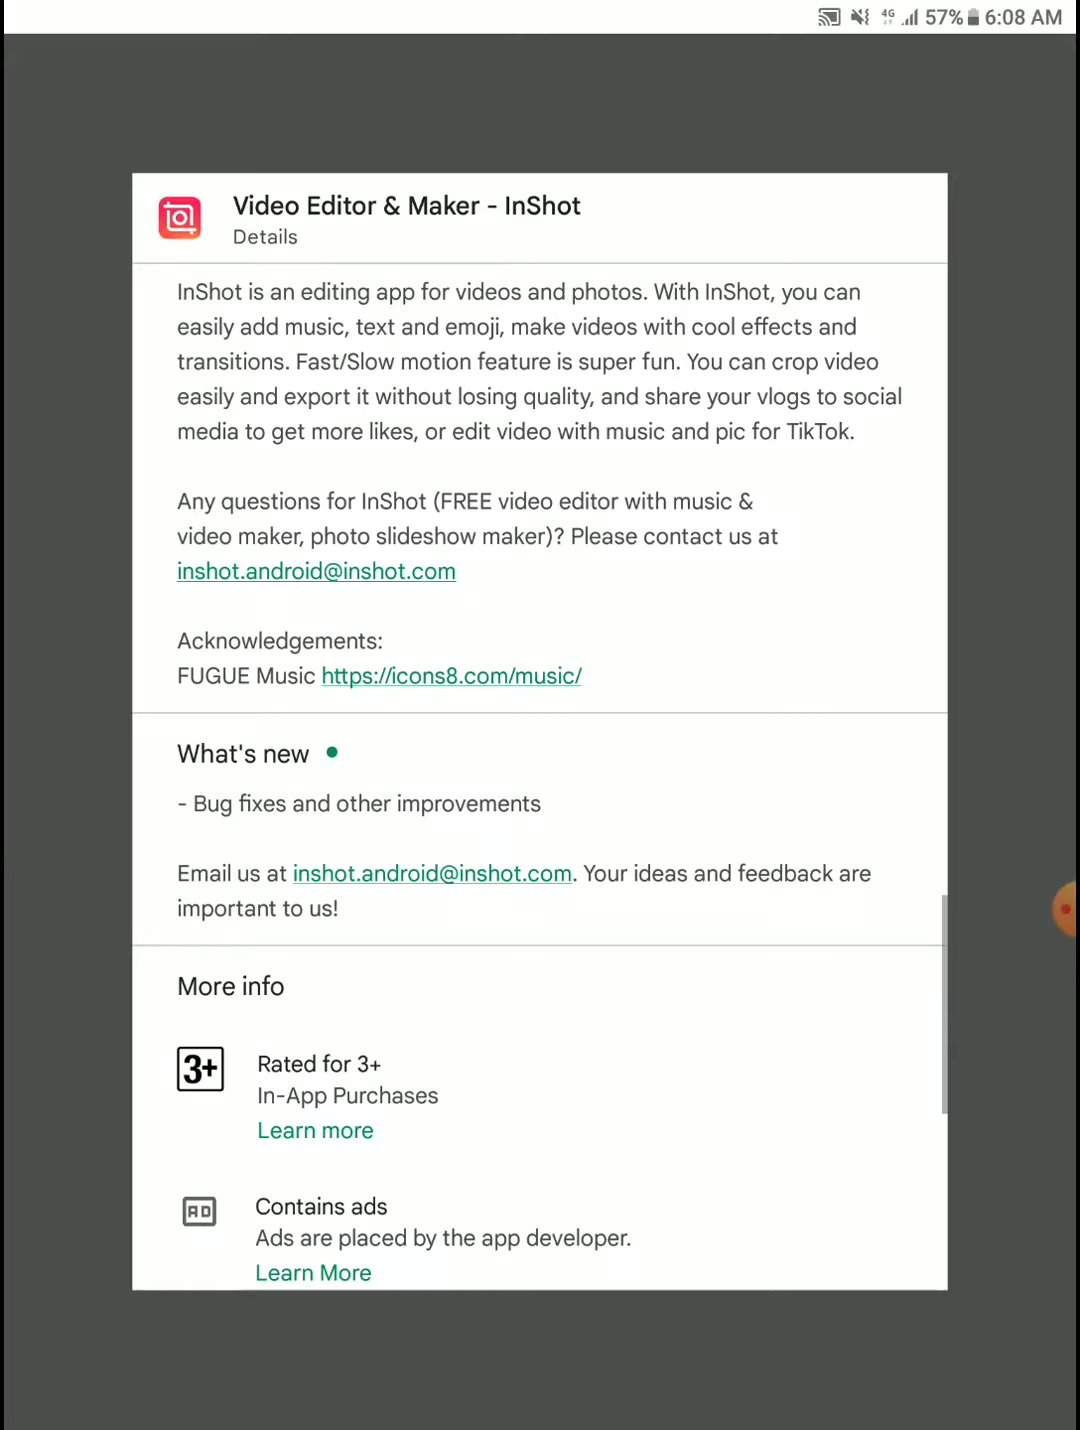 4G 57% 6:08 AM
Video Editor & Maker - InShot
Details
InShot is an editing app for videos and photos. With InShot, you can
easily add music, text and emoji, make videos with cool effects and
transitions. Fast/Slow motion feature is super fun. You can crop video
easily and export it without losing quality, and share your vlogs to social
media to get more likes, or edit video with music and pic for TikTok.
Any questions for InShot (FREE video editor with music &
video maker, photo slideshow maker)? Please contact us at
inshot.android@inshot.com
Acknowledgements:
FUGUE Music https://icons8.com/music/
What's new
- Bug fixes and other improvements
Email us at inshot.android@inshot.com. Your ideas and feedback are
important to us!
More info
3+
Rated for 3+
In-App Purchases
Learn more
AD
Contains ads
Ads are placed by the app developer.
Learn More